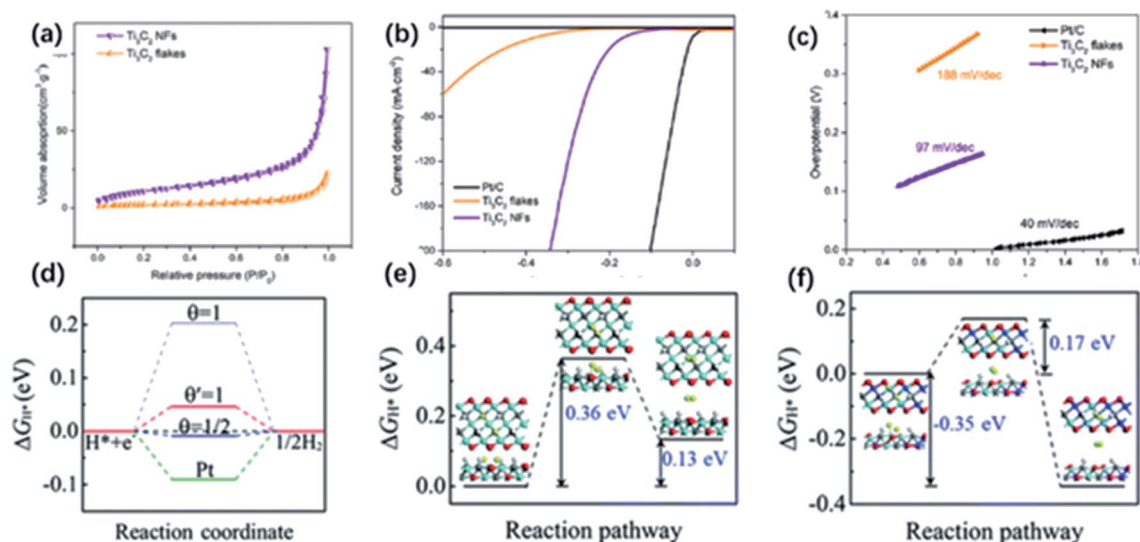 (a)
Ti3C2 NFs
Ti3C2 flakes
Volume absoprtion(cm3 g-1)
50
0
0.0 0.2 0.4 0.6 0.8 1.0
Relative pressure (P/P0)
(b)
0
-40
-80
-120
-160
Current density (mA·cm-2)
Pt/C
Ti3C2 flakes
Ti3C2 NFs
-0.6 -0.4 -0.2 0.0
(c)
Pt/C
Ti3C2 flakes
Ti3C2 NFs
188 mV/dec
97 mV/dec
40 mV/dec
Overpotential (V)
0.4
0.3
0.2
0.1
0.0
0.2 0.4 0.6 0.8 1.0 1.2 1.4 1.6 1.8
(d)
ΔGH* (eV)
0.2
0.1
0.0
-0.1
θ=1
θ'=1
θ=1/2
H*+e-
1/2H2
Pt
Reaction coordinate
(e)
ΔGH* (eV)
0.4
0.2
0.0
0.36 eV
0.13 eV
Reaction pathway
(f)
ΔGH* (eV)
0.2
0.0
-0.2
-0.4
0.17 eV
-0.35 eV
Reaction pathway